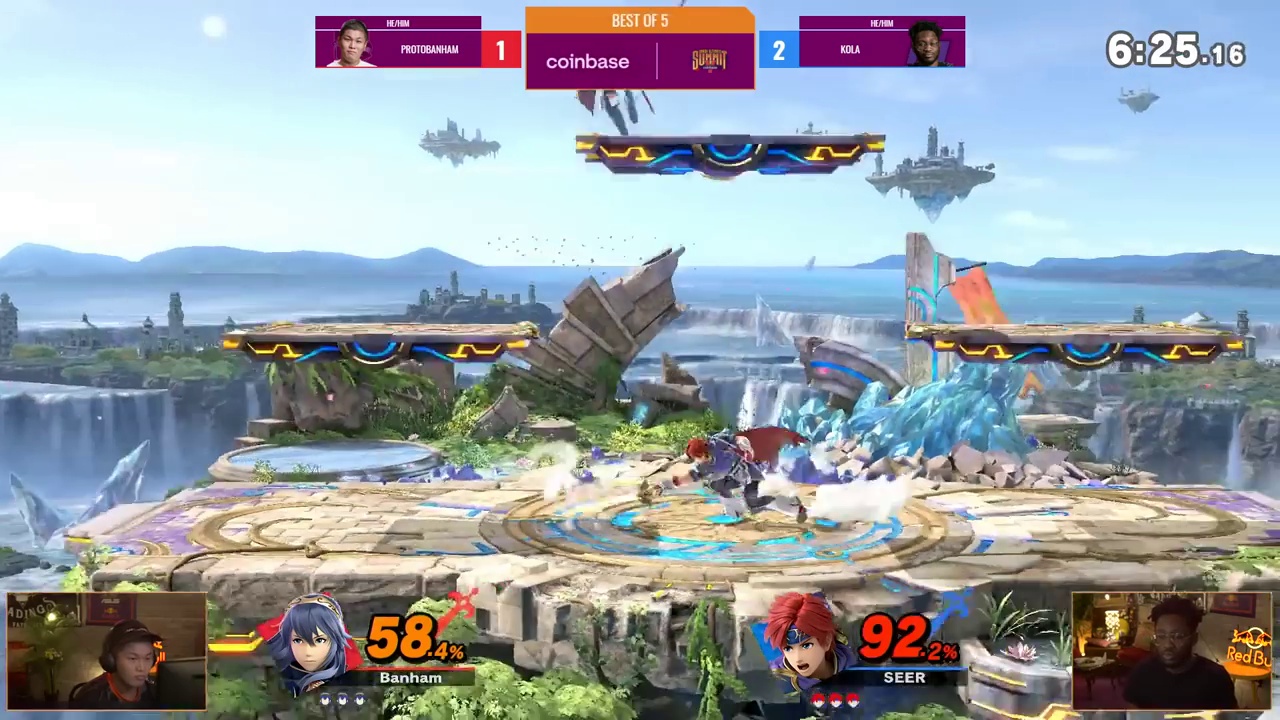 HE/HIM
PROTOBANHAM
1
BEST OF 5
coinbase
SUMMIT
2
HE/HIM
KOLA
6:25.16
58.4%
Banham
92.2%
SEER
RedBu